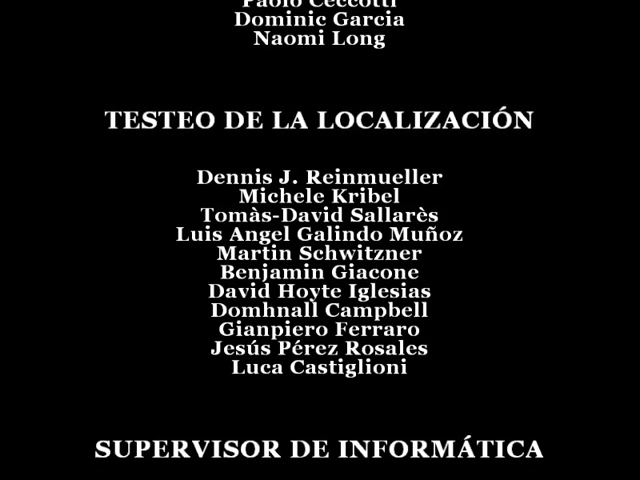 Paolo Ceccotti
Dominic Garcia
Naomi Long
TESTEO DE LA LOCALIZACIÓN
Dennis J. Reinmueller
Michele Kribel
Tomàs-David Sallarès
Luis Angel Galindo Muñoz
Martin Schwitzner
Benjamin Giacone
David Hoyte Iglesias
Domhnall Campbell
Gianpiero Ferraro
Jesús Pérez Rosales
Luca Castiglioni
SUPERVISOR DE INFORMÁTICA